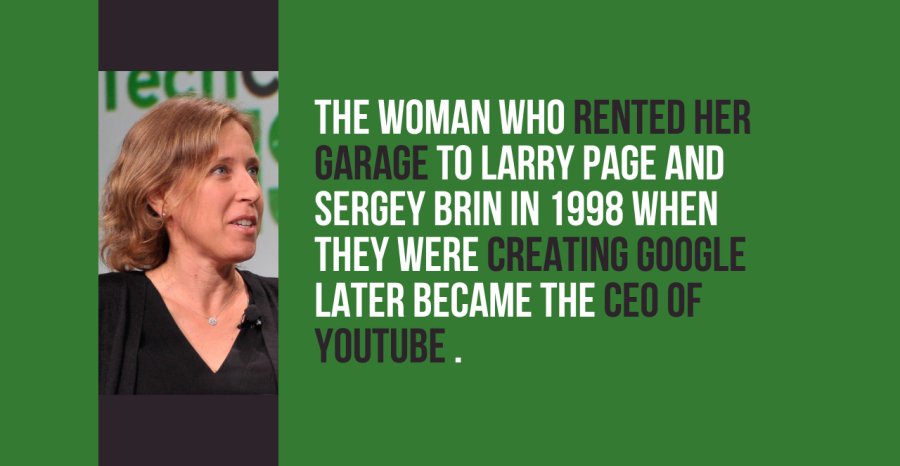 Tech
THE WOMAN WHO RENTED HER
GARAGE TO LARRY PAGE AND
SERGEY BRIN IN 1998 WHEN
THEY WERE CREATING GOOGLE
LATER BECAME THE CEO OF
YOUTUBE .